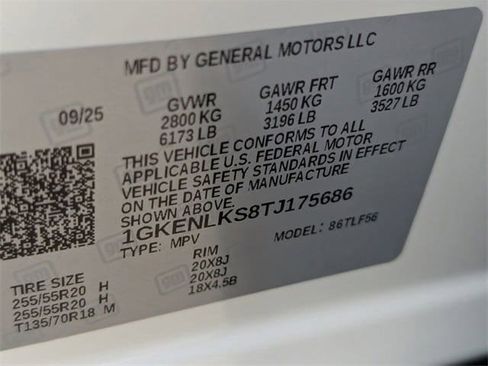 MFD BY GENERAL MOTORS LLC
09/25
GVWR
2800 KG
6173 LB
GAWR FRT
1450 KG
3196 LB
GAWR RR
1600 KG
3527 LB
THIS VEHICLE CONFORMS TO ALL
APPLICABLE U.S. FEDERAL MOTOR
VEHICLE SAFETY STANDARDS IN EFFECT
ON THE DATE OF MANUFACTURE
SHOWN ABOVE.
1GKENLKS8TJ175686
TYPE: MPV
MODEL: 86TLF56
TIRE SIZE
RIM
255/55R20 H 20X8J
255/55R20 H 20X8J
T135/70R18 M 18X4.5B